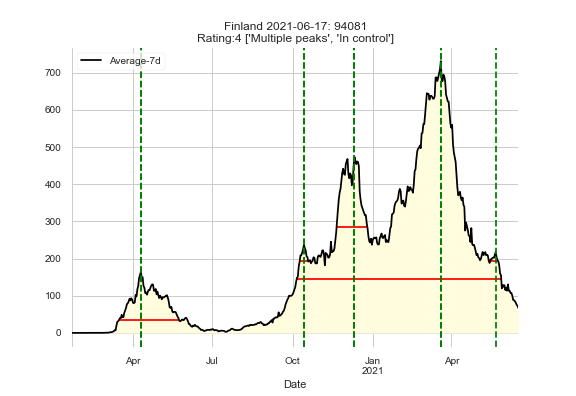 Finland 2021-06-17: 94081
Rating:4 ['Multiple peaks', 'In control']
Average-7d
700
600
500
400
300
200
100
0
Apr
Jul
Oct
Jan
2021
Apr
Date